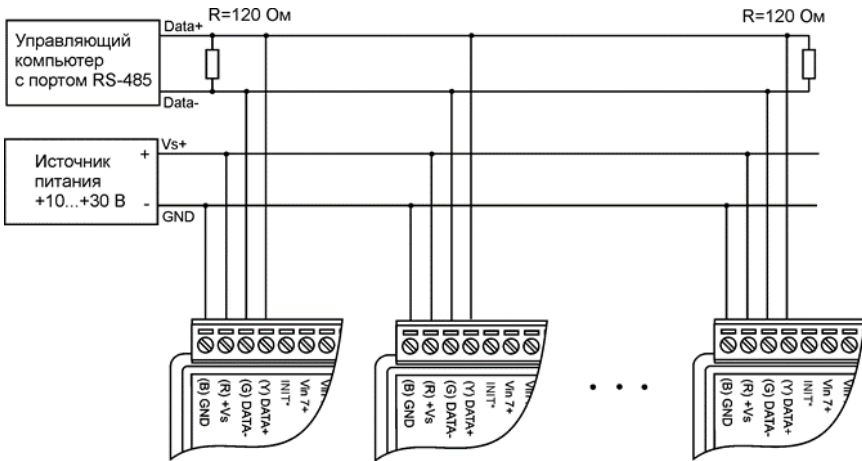 R=120 Ом
R=120 Ом
Data+
Управляющий
компьютер
с портом RS-485
Data-
Vs+
+
Источник
питания
+10...+30 В
-
GND
(B) GND
(R) +Vs
(G) DATA-
(Y) DATA+
INIT*
Vin 7+
(B) GND
(R) +Vs
(G) DATA-
(Y) DATA+
INIT*
Vin 7+
(B) GND
(R) +Vs
(G) DATA-
(Y) DATA+
INIT*
Vin 7+